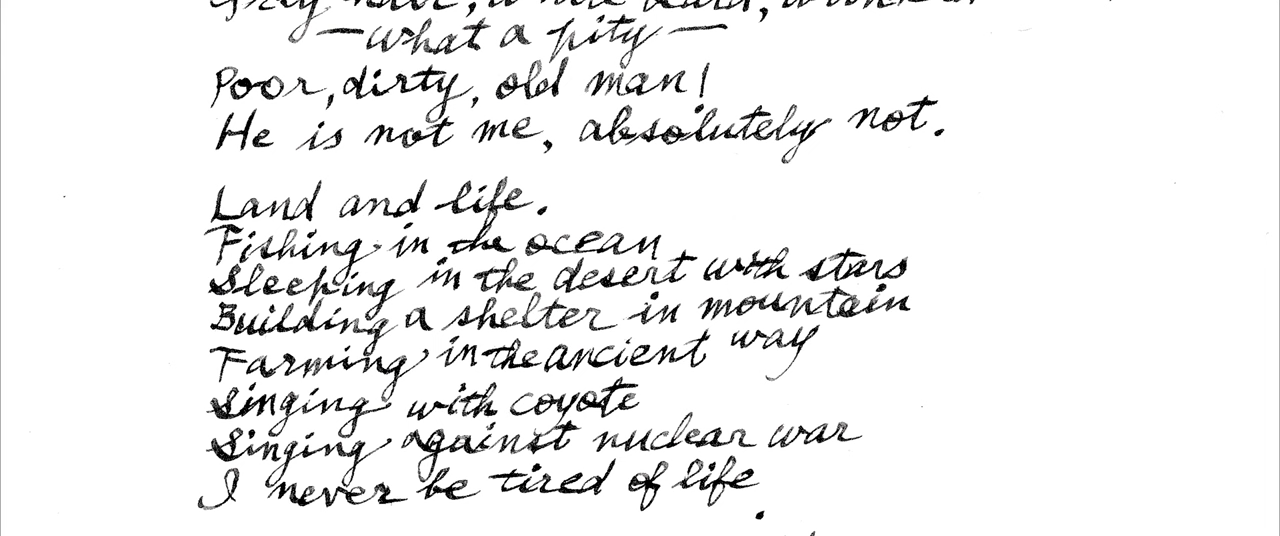 —what a pity—
Poor, dirty, old man!
He is not me, absolutely not.
Land and life.
Fishing in the ocean
Sleeping in the desert with stars
Building a shelter in mountain
Farming in the ancient way
Singing with coyote
Singing against nuclear war
I never be tired of life.